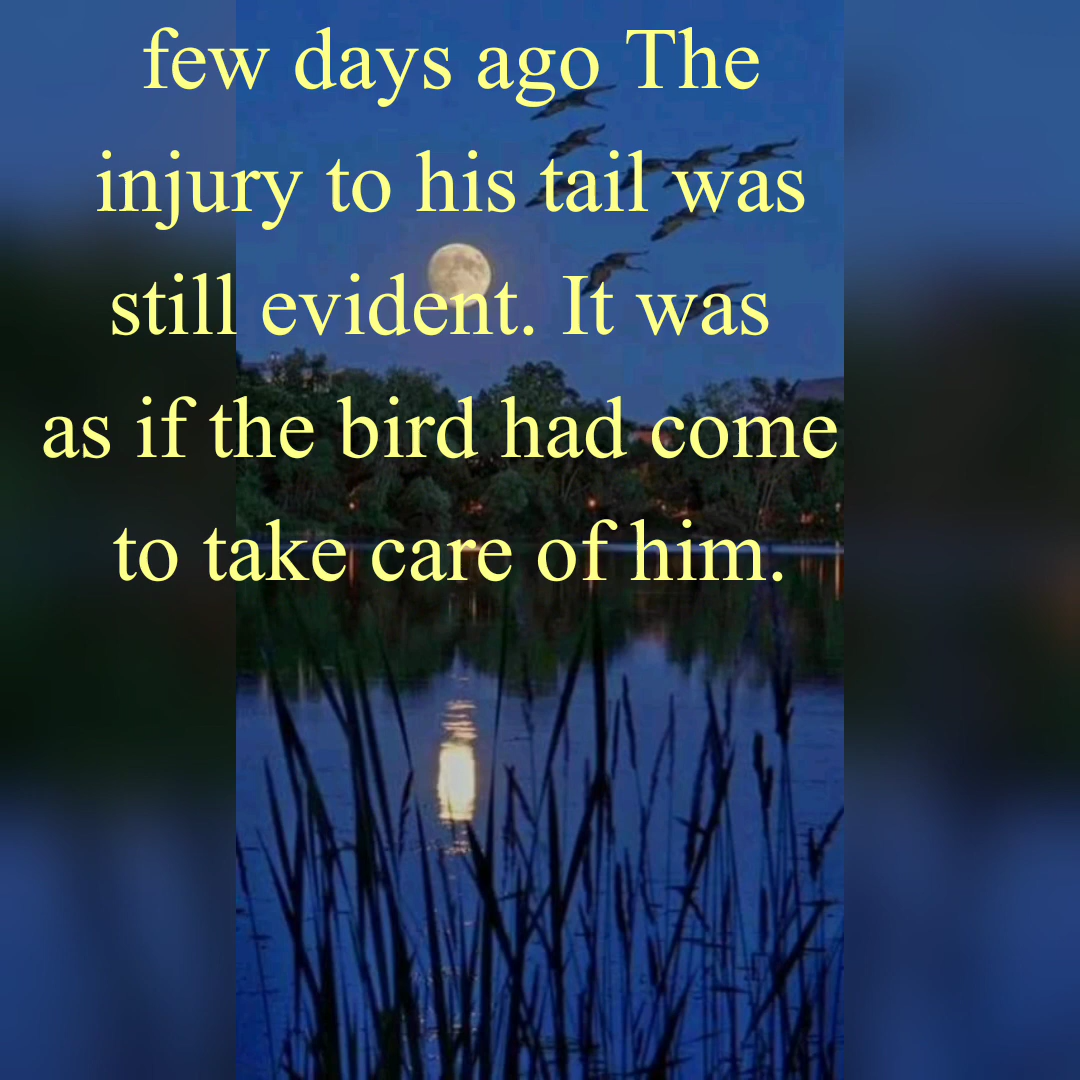 few days ago The
injury to his tail was
still evident. It was
as if the bird had come
to take care of him.